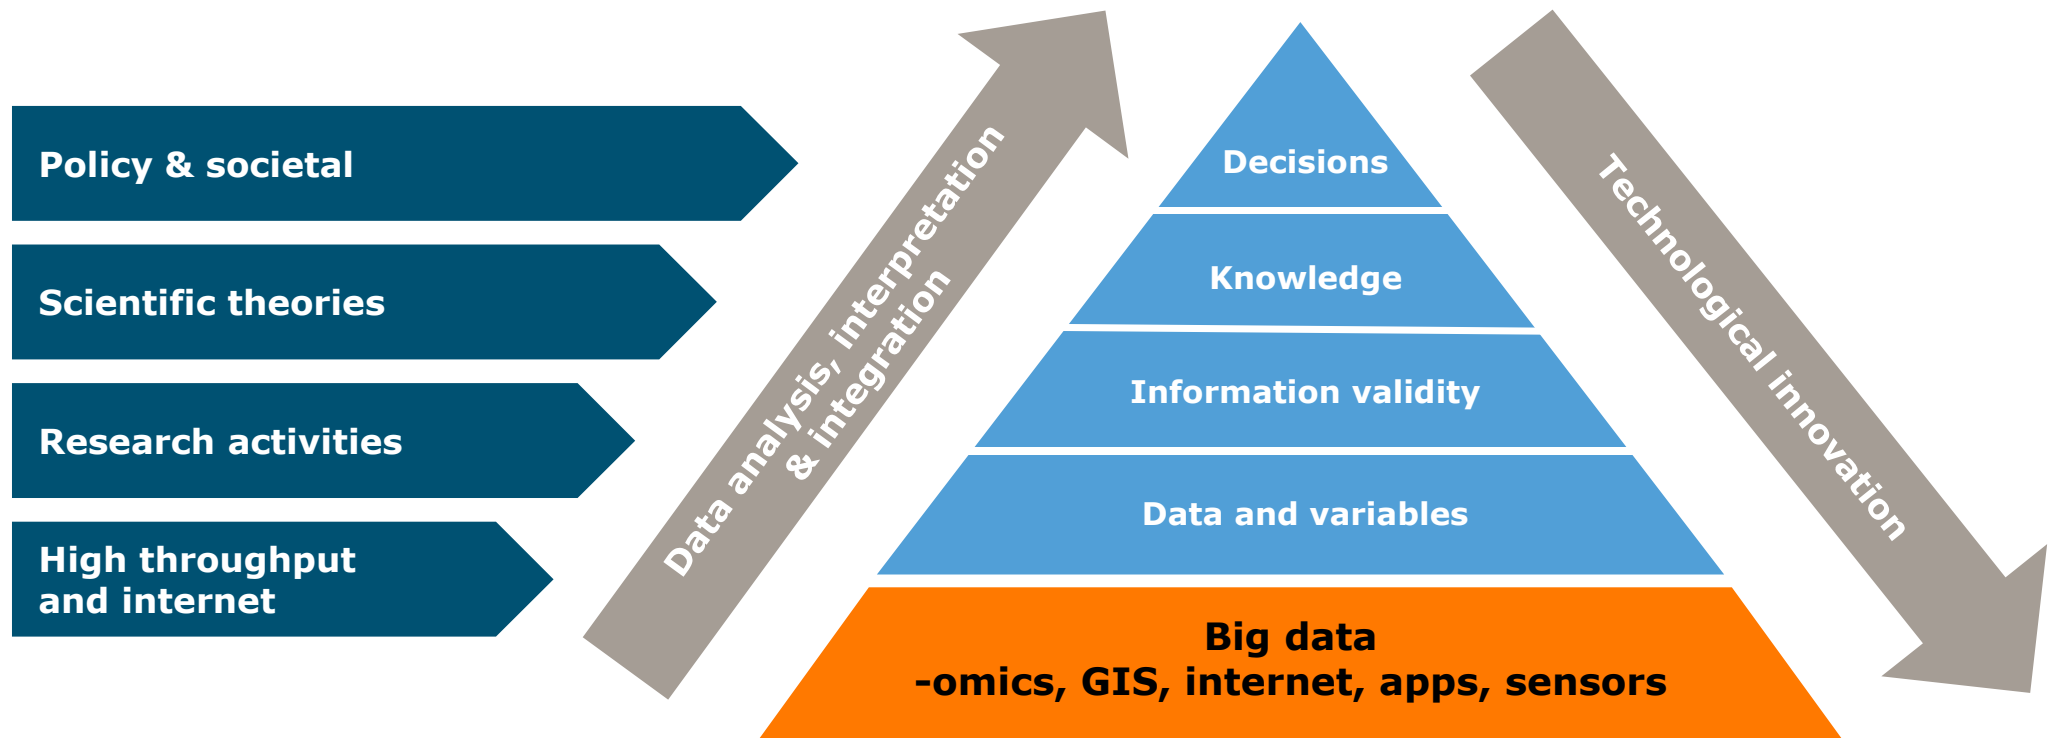 Policy & societal
Scientific theories
Research activities
High throughput
and internet
Data analysis, interpretation
& integration
Decisions
Knowledge
Information validity
Data and variables
Big data
-omics, GIS, internet, apps, sensors
Technological innovation